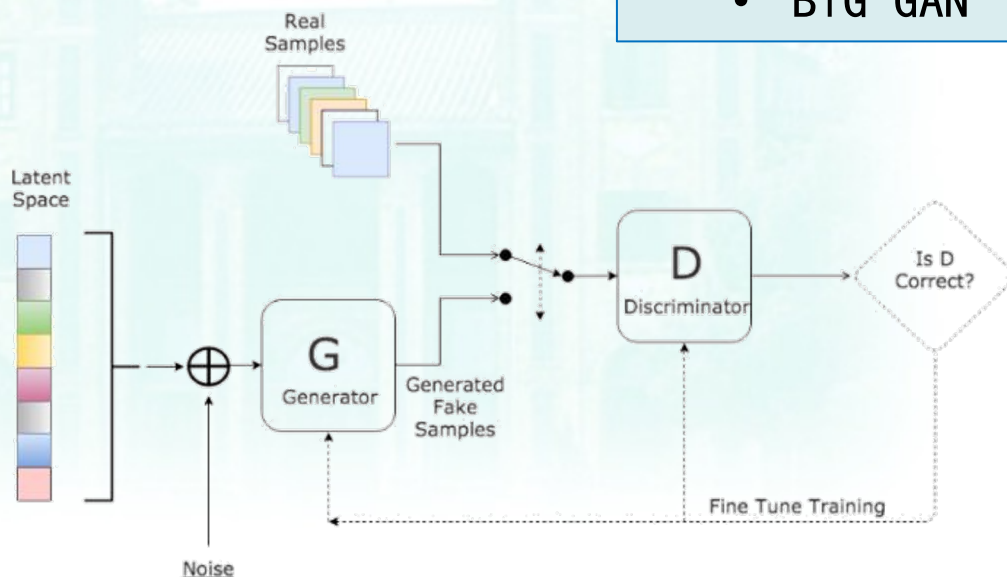 • BIG GAN
Real
Samples
Latent
Space
Is D
Correct?
D
Discriminator
G
Generator
Generated
Fake
Samples
Fine Tune Training
Noise